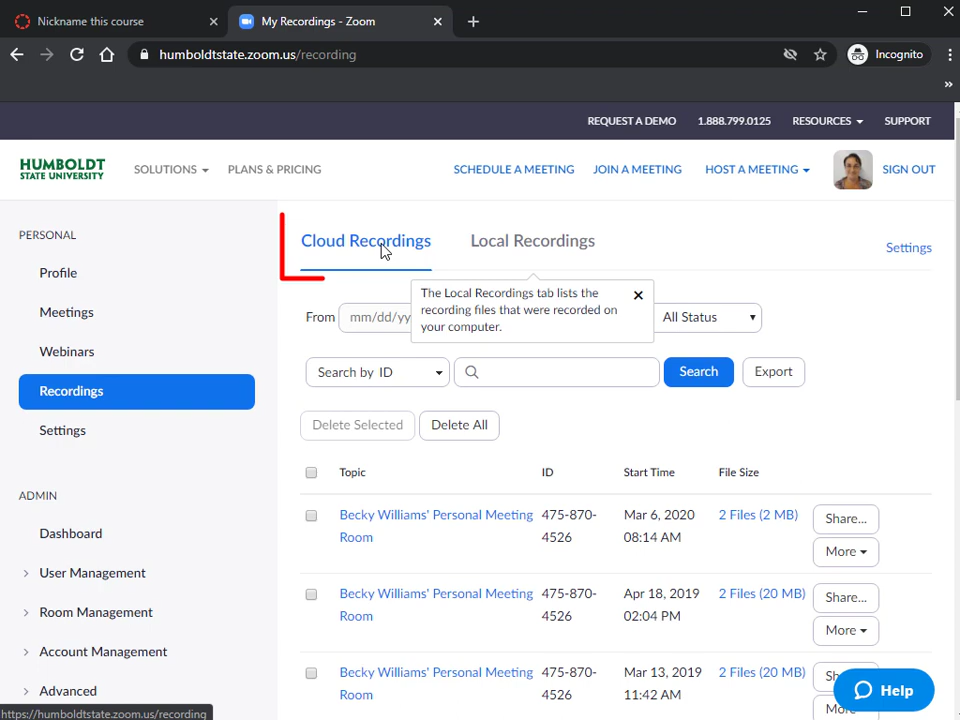 Nickname this course
My Recordings - Zoom
humboldtstate.zoom.us/recording
Incognito
REQUEST A DEMO 1.888.799.0125 RESOURCES SUPPORT
HUMBOLDT
STATE UNIVERSITY
SOLUTIONS PLANS & PRICING SCHEDULE A MEETING JOIN A MEETING HOST A MEETING SIGN OUT
PERSONAL
Profile
Meetings
Webinars
Recordings
Settings
ADMIN
Dashboard
User Management
Room Management
Account Management
Advanced
https://humboldtstate.zoom.us/recording
Cloud Recordings Local Recordings Settings
The Local Recordings tab lists the
recording files that were recorded on
your computer.
From mm/dd/yy All Status
Search by ID Search Export
Delete Selected Delete All
Topic ID Start Time File Size
Becky Williams' Personal Meeting 475-870- Mar 6, 2020 2 Files (2 MB) Share...
Room 4526 08:14 AM More
Becky Williams' Personal Meeting 475-870- Apr 18, 2019 2 Files (20 MB) Share...
Room 4526 02:04 PM More
Becky Williams' Personal Meeting 475-870- Mar 13, 2019 2 Files (20 MB)
Room 4526 11:42 AM
Help